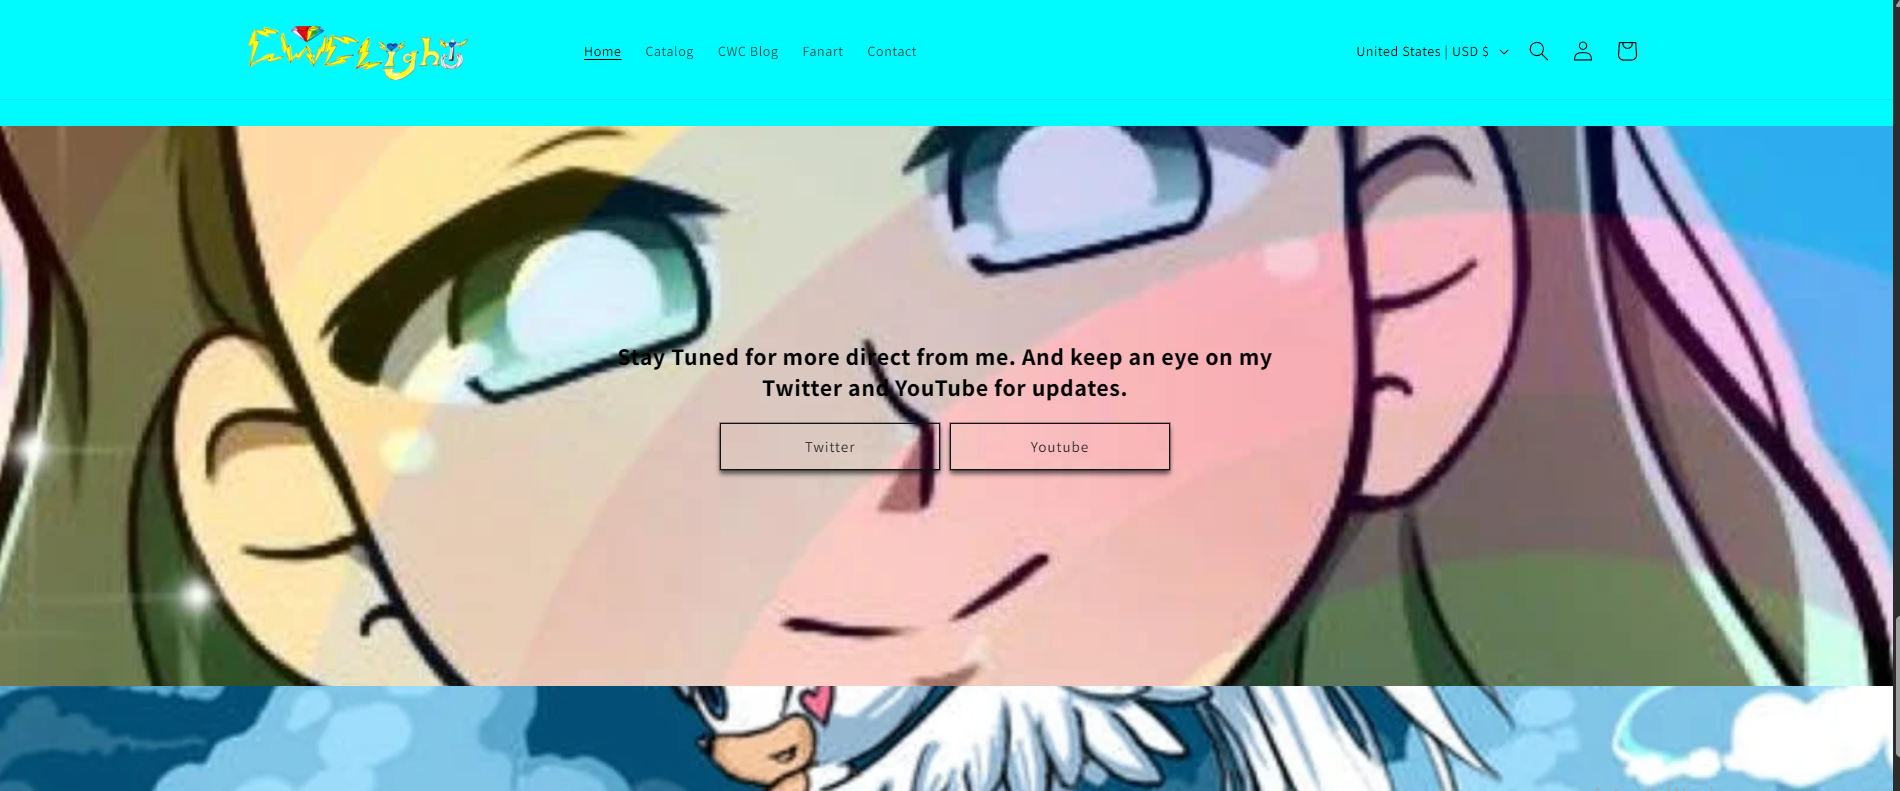 CWCLight
Home Catalog CWC Blog Fanart Contact
United States | USD $
Stay Tuned for more direct from me. And keep an eye on my
Twitter and YouTube for updates.
Twitter Youtube